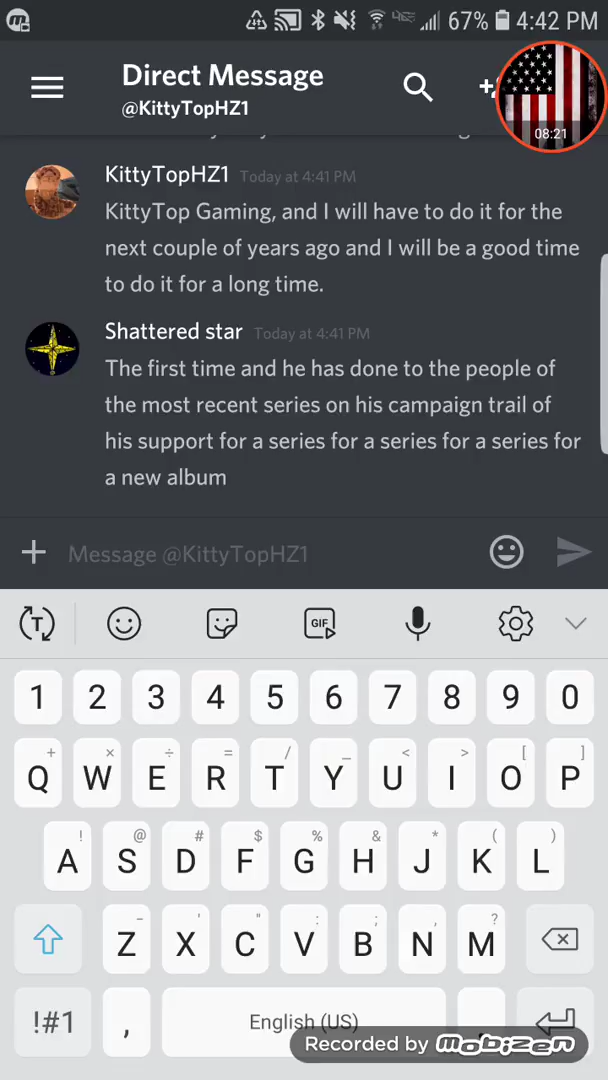 67% 4:42 PM
Direct Message
@KittyTopHZ1
08:21
KittyTopHZ1 Today at 4:41 PM
KittyTop Gaming, and I will have to do it for the
next couple of years ago and I will be a good time
to do it for a long time.
Shattered star Today at 4:41 PM
The first time and he has done to the people of
the most recent series on his campaign trail of
his support for a series for a series for a series for
a new album
Message @KittyTopHZ1
T GIF
1 2 3 4 5 6 7 8 9 0
+ × ÷ = / _ < > [ ]
Q W E R T Y U I O P
! @ # $ % & * ( )
A S D F G H J K L
- ' " : ; , ?
Z X C V B N M
!#1 , English (US)
Recorded by mobizen